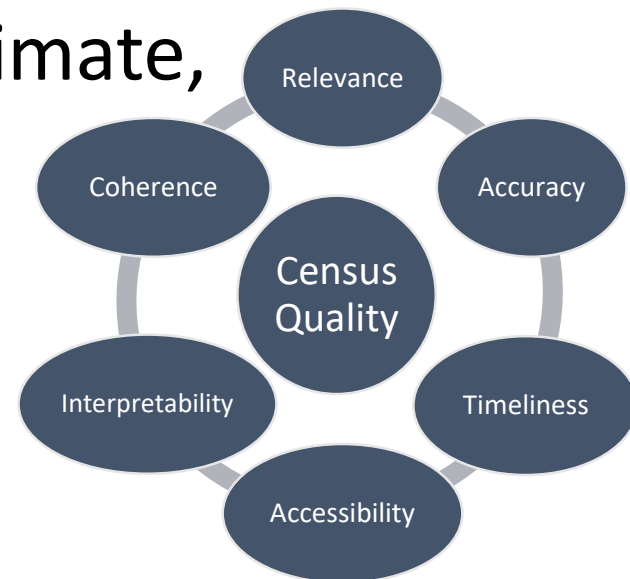 imate,
Relevance
Accuracy
Timeliness
Accessibility
Interpretability
Coherence
Census
Quality